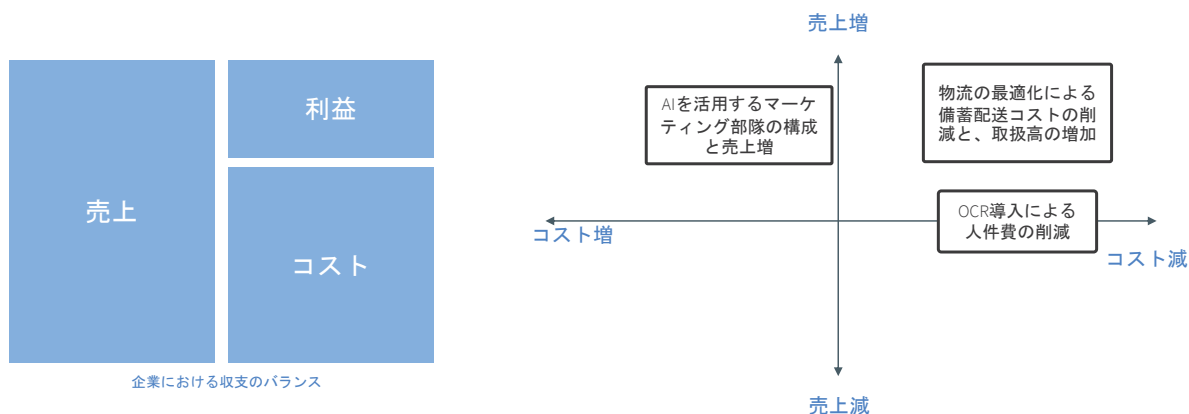 売上
利益
コスト
企業における収支のバランス
売上増
AIを活用するマーケ
ティング部隊の構成
と売上増
物流の最適化による
備蓄配送コストの削
減と、取扱高の増加
OCR導入による
人件費の削減
コスト増
コスト減
売上減